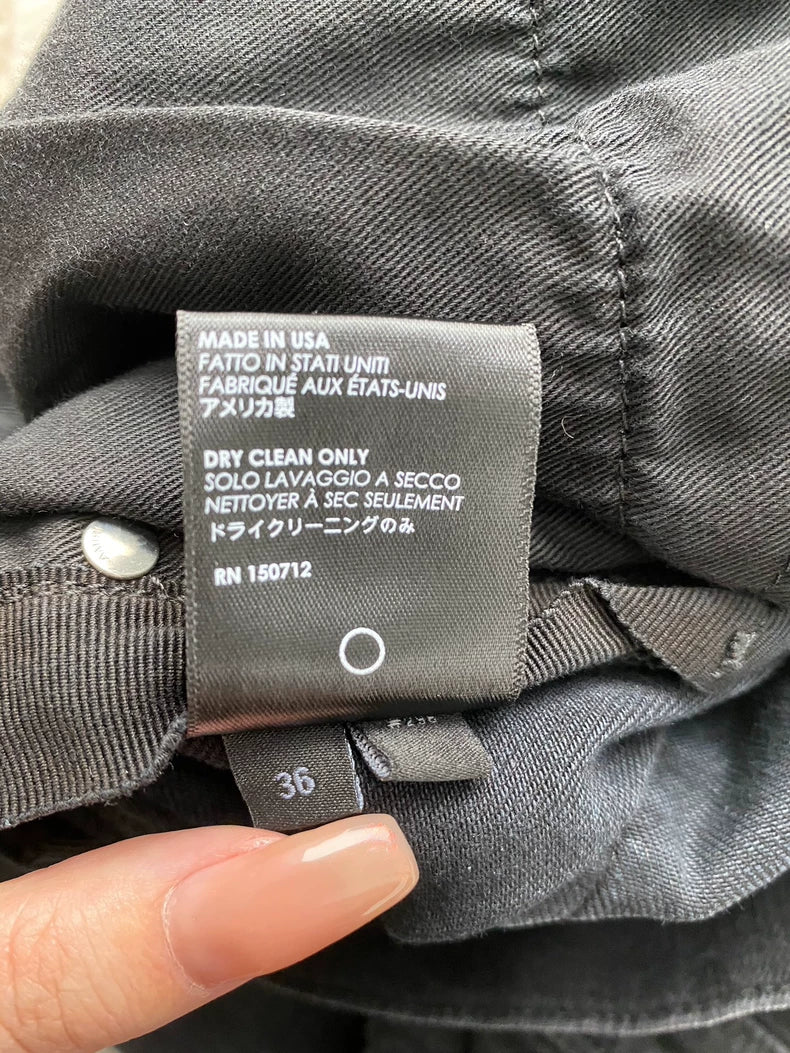 MADE IN USA
FATTO IN STATI UNITI
FABRIQUÉ AUX ÉTATS-UNIS
アメリカ製
DRY CLEAN ONLY
SOLO LAVAGGIO A SECCO
NETTOYER À SEC SEULEMENT
ドライクリーニングのみ
RN 150712
36